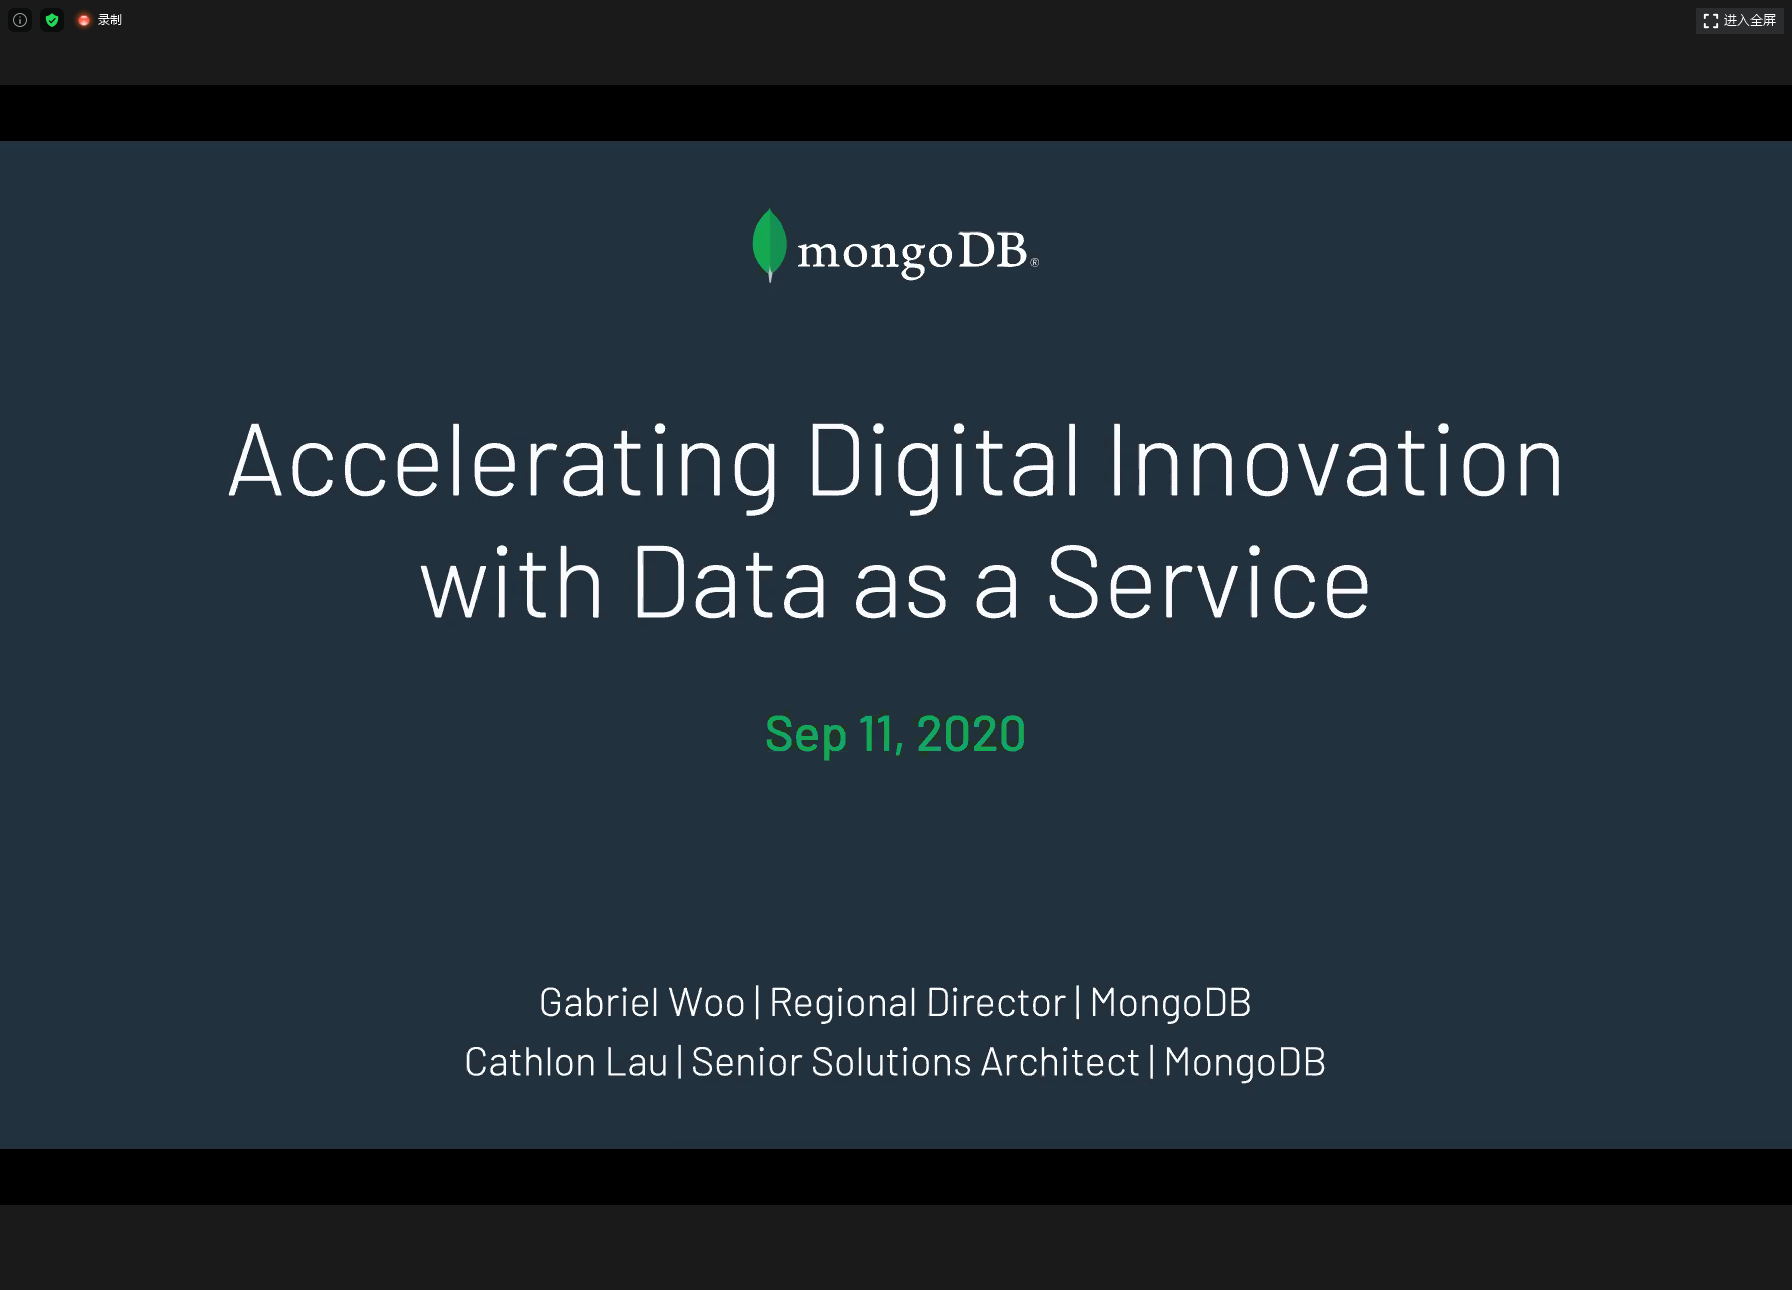 录制
进入全屏
mongoDB®
Accelerating Digital Innovation
with Data as a Service
Sep 11, 2020
Gabriel Woo | Regional Director | MongoDB
Cathlon Lau | Senior Solutions Architect | MongoDB